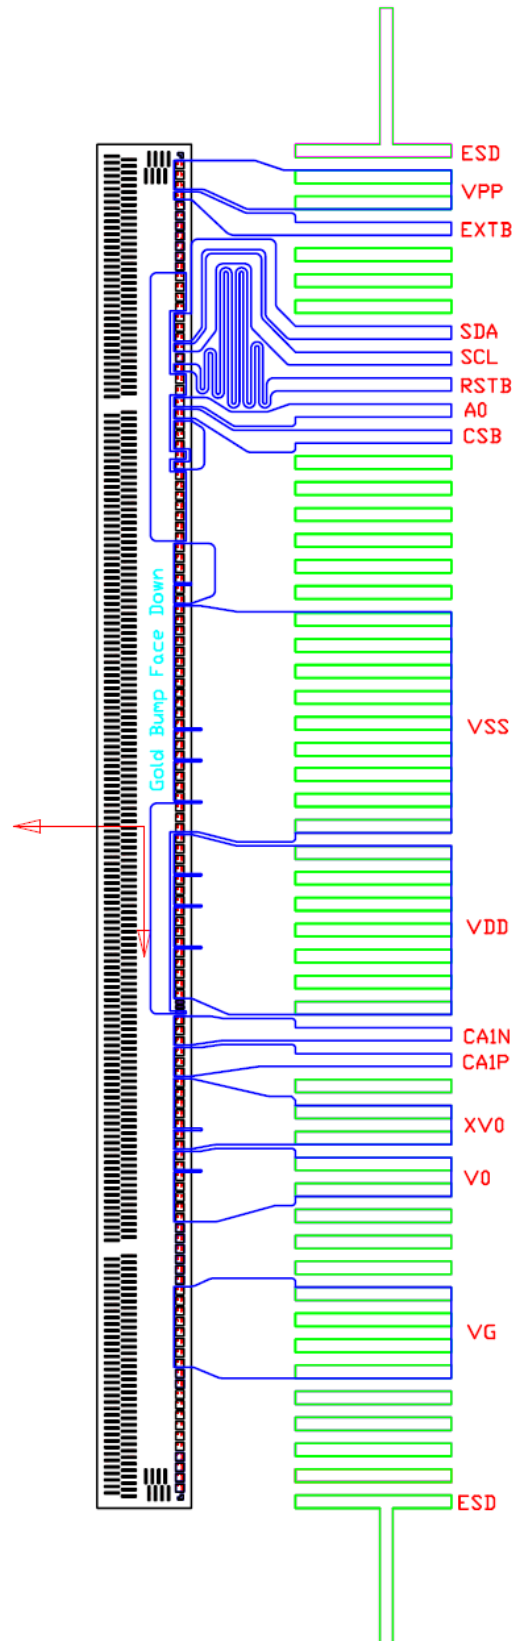 ESD
VPP
EXTB
SDA
SCL
RSTB
A0
CSB
Gold Bump Face Down
VSS
VDD
CA1N
CA1P
XV0
V0
VG
ESD